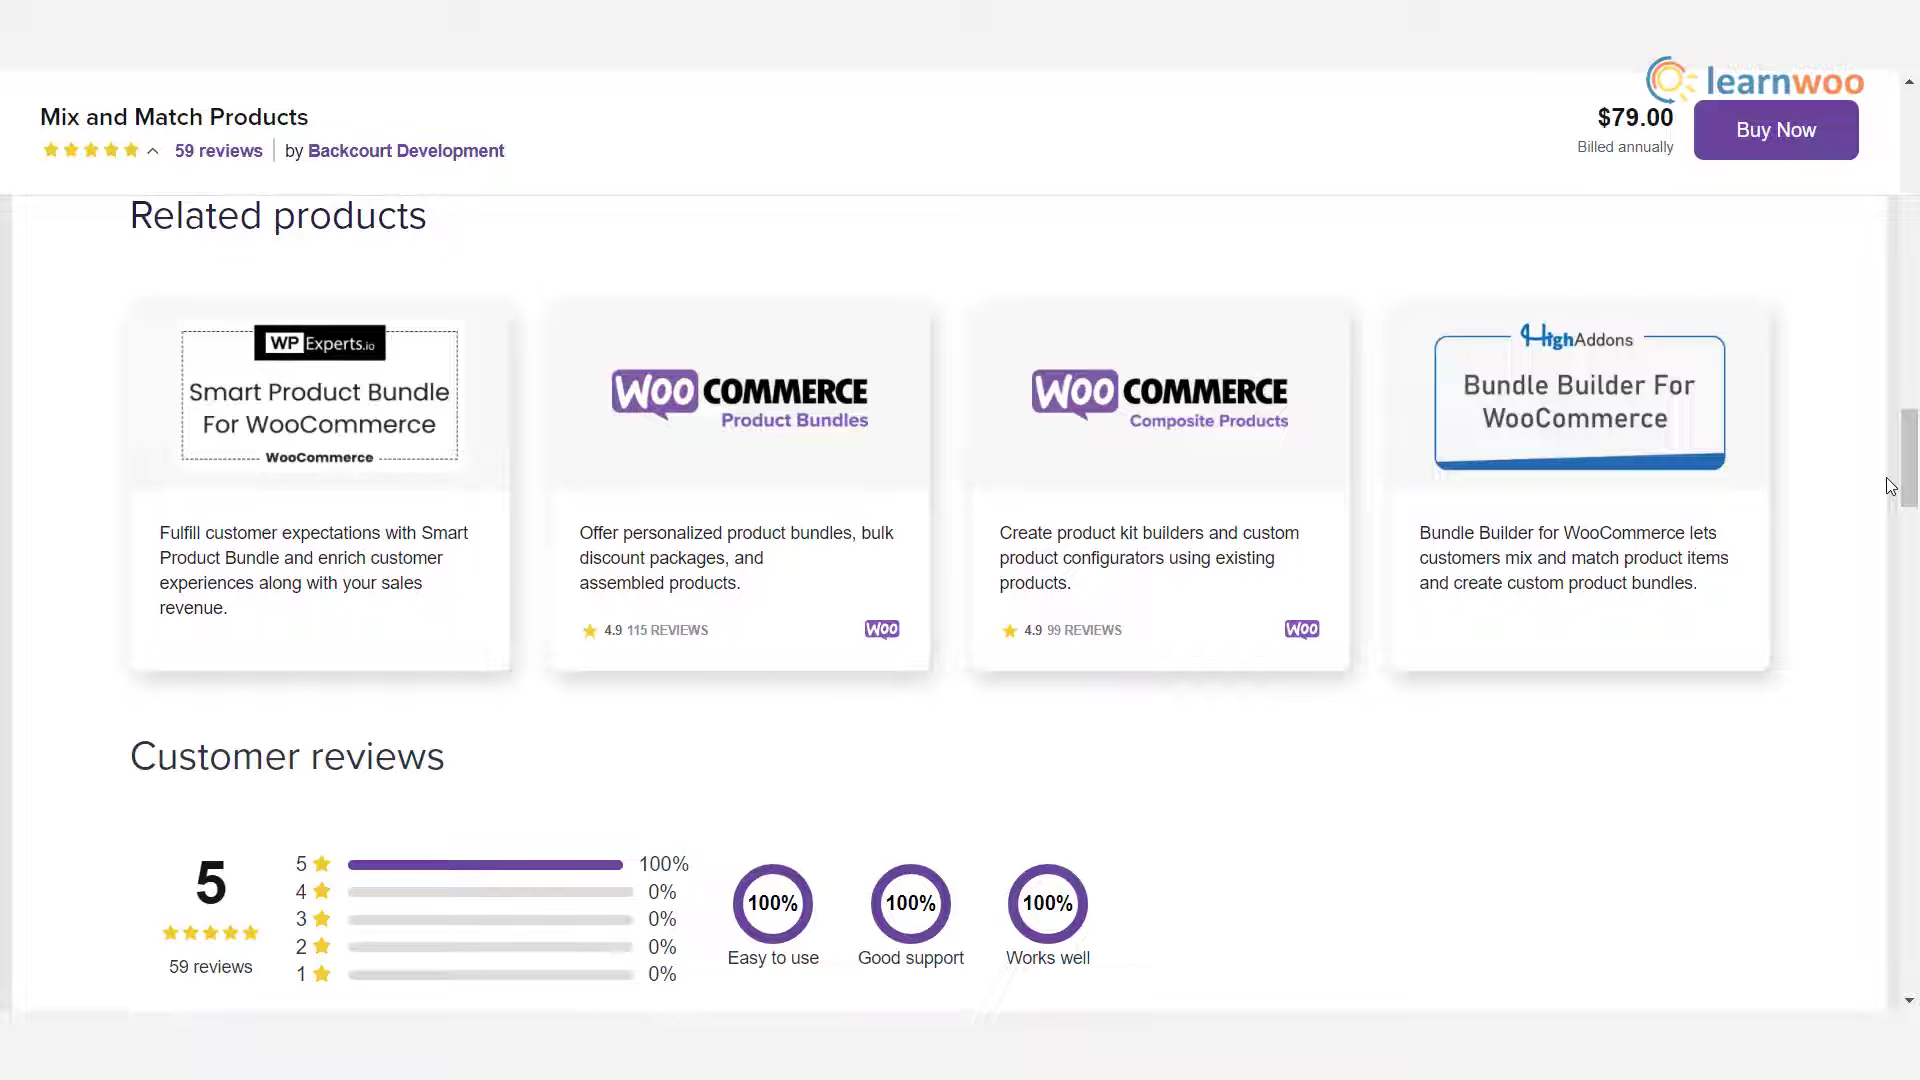 learnwoo
Mix and Match Products
59 reviews by Backcourt Development
$79.00
Billed annually
Buy Now
Related products
WP Experts.io
Smart Product Bundle
For WooCommerce
WooCommerce
Fulfill customer expectations with Smart
Product Bundle and enrich customer
experiences along with your sales
revenue.
WOO COMMERCE
Product Bundles
Offer personalized product bundles, bulk
discount packages, and
assembled products.
4.9 115 REVIEWS
WOO
WOO COMMERCE
Composite Products
Create product kit builders and custom
product configurators using existing
products.
4.9 99 REVIEWS
WOO
HighAddons
Bundle Builder For
WooCommerce
Bundle Builder for WooCommerce lets
customers mix and match product items
and create custom product bundles.
Customer reviews
5
59 reviews
5 100%
4 0%
3 0%
2 0%
1 0%
100%
Easy to use
100%
Good support
100%
Works well